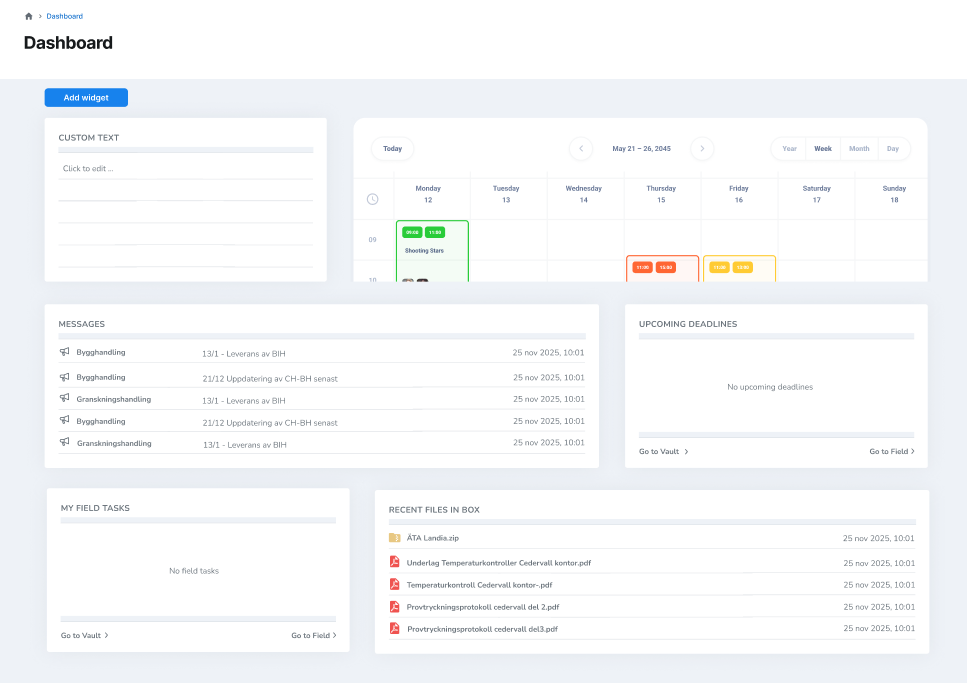 Dashboard
Dashboard
Add widget
CUSTOM TEXT
Click to edit ...
Today
May 21 – 26, 2045
Year Week Month Day
Monday Tuesday Wednesday Thursday Friday Saturday Sunday
12 13 14 15 16 17 18
09
09:00 11:00
Shooting Stars
10
11:00 13:00
11:00 13:00
MESSAGES
Bygghandling 13/1 - Leverans av BIH 25 nov 2025, 10:01
Bygghandling 21/12 Uppdatering av CH-BH senast 25 nov 2025, 10:01
Granskningshandling 13/1 - Leverans av BIH 25 nov 2025, 10:01
Bygghandling 21/12 Uppdatering av CH-BH senast 25 nov 2025, 10:01
Granskningshandling 13/1 - Leverans av BIH 25 nov 2025, 10:01
UPCOMING DEADLINES
No upcoming deadlines
Go to Vault Go to Field
MY FIELD TASKS
No field tasks
Go to Vault Go to Field
RECENT FILES IN BOX
ÄTA Landia.zip 25 nov 2025, 10:01
Underlag Temperaturkontroller Cedervall kontor.pdf 25 nov 2025, 10:01
Temperaturkontroll Cedervall kontor-.pdf 25 nov 2025, 10:01
Provtryckningsprotokoll cedervall del 2.pdf 25 nov 2025, 10:01
Provtryckningsprotokoll cedervall del3.pdf 25 nov 2025, 10:01